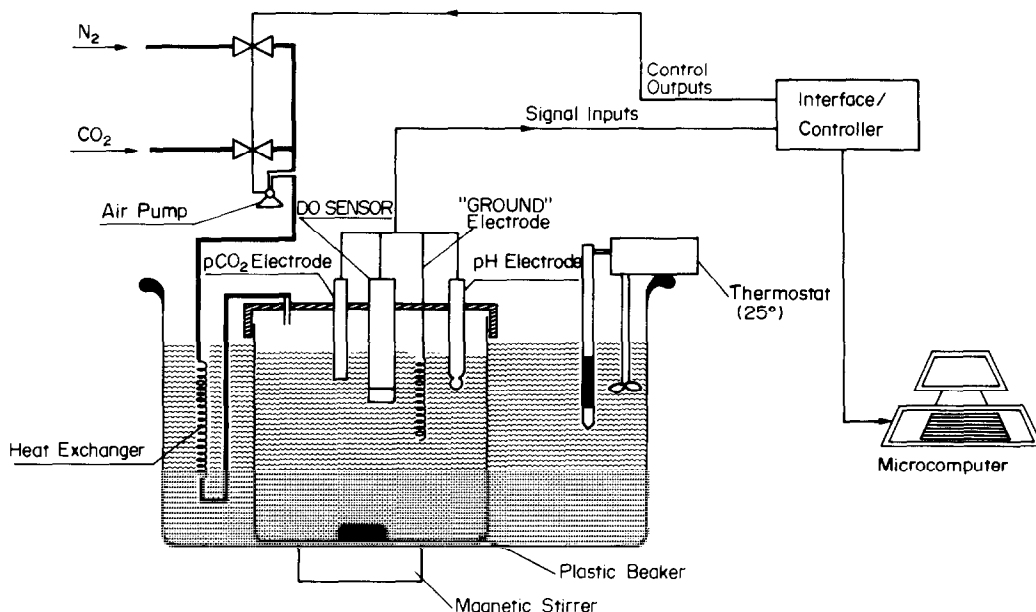 N₂
CO₂
Air Pump
DO SENSOR
"GROUND"
Electrode
pCO₂ Electrode
pH Electrode
Control
Outputs
Signal Inputs
Interface/
Controller
Thermostat
(25°)
Heat Exchanger
Microcomputer
Plastic Beaker
Magnetic Stirrer